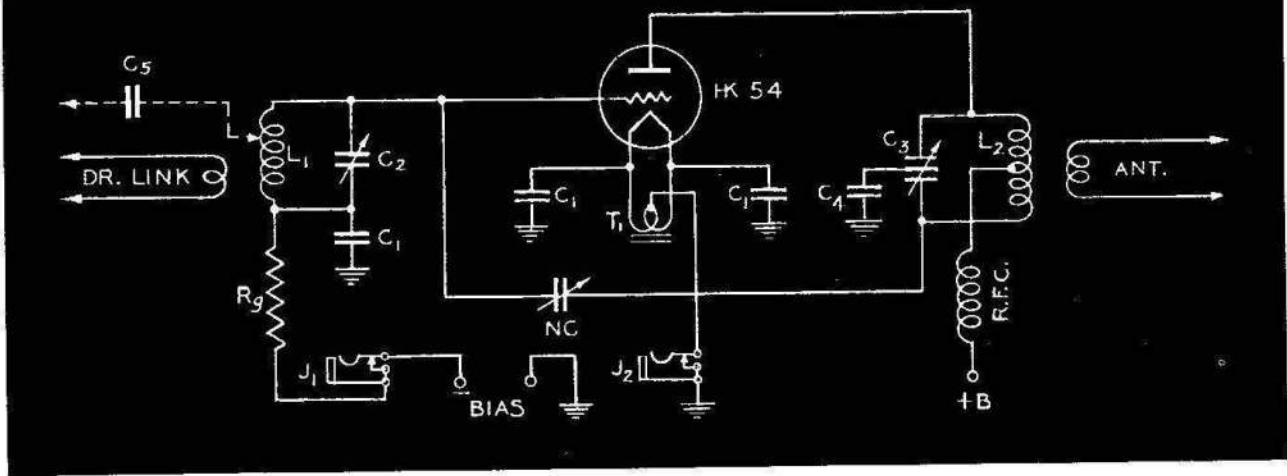 C5
HK 54
L1
C2
C3
L2
DR. LINK
ANT.
C1
T1
C1
C4
C1
Rg
NC
R.F.C.
J1
J2
BIAS
+B